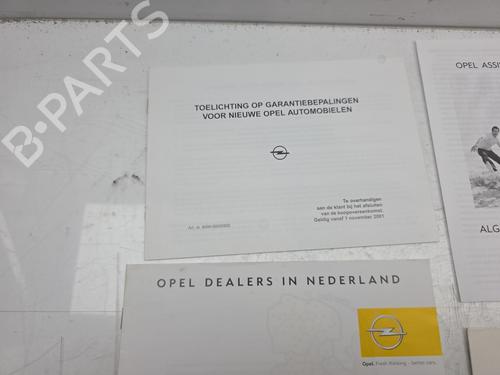 B-PARTS
TOELICHTING OP GARANTIEBEPALINGEN
VOOR NIEUWE OPEL AUTOMOBIELEN
Te overhandigen
aan de klant bij het afsluiten
van de koopovereenkomst.
Geldig vanaf 1 november 2001
OPEL ASSI
ALG
OPEL DEALERS IN NEDERLAND
Opel. Fresh thinking - better cars.